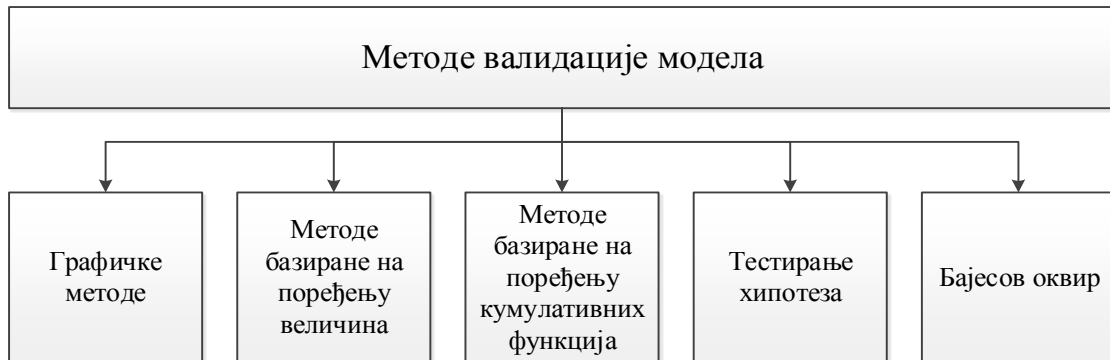 Методе валидације модела
Графичке
методе
Методе
базиране на
поређењу
величина
Методе
базиране на
поређењу
кумулативних
функција
Тестирање
хипотеза
Бајесов оквир